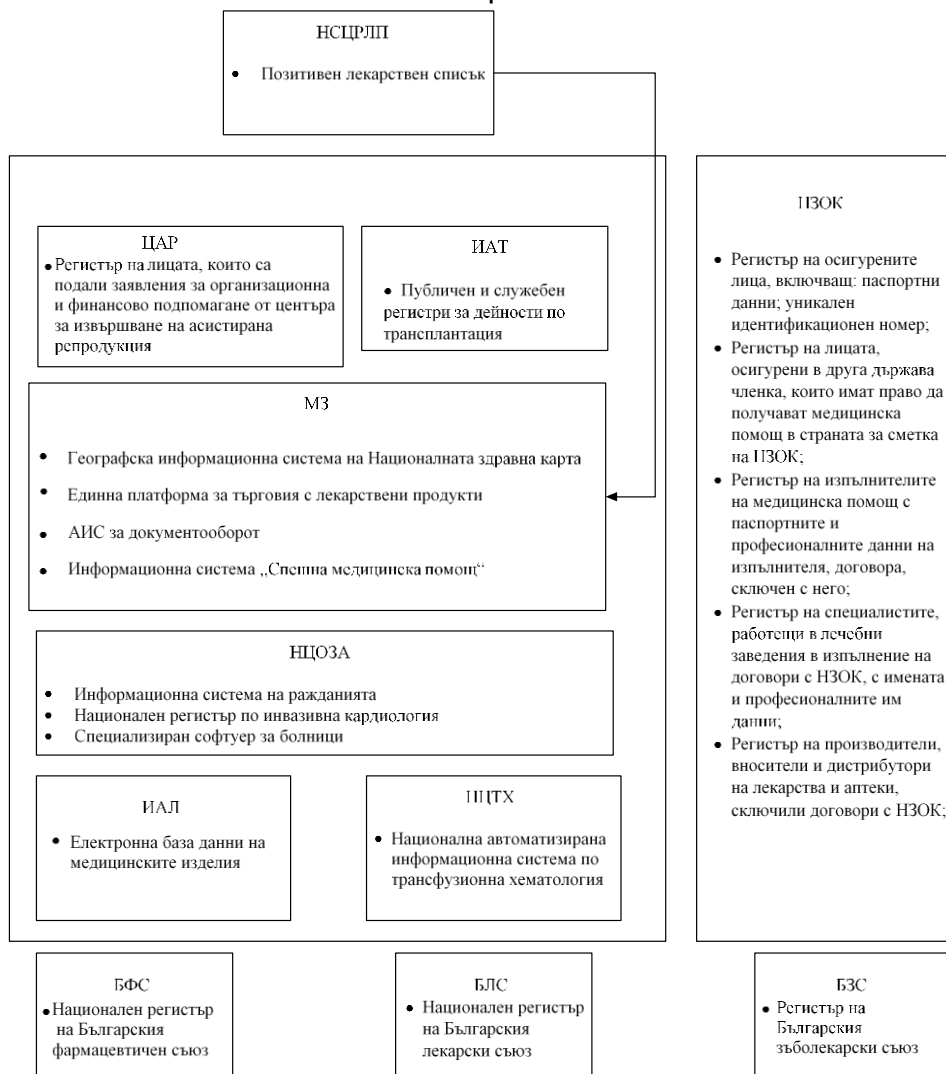 НСЦРЛП
• Позитивен лекарствен списък
ЦАР
• Регистър на лицата, които са
подали заявления за организационна
и финансово подпомагане от центъра
за извършване на асистирана
репродукция
ИАТ
• Публичен и служебен
регистри за дейности по
трансплантация
МЗ
• Географска информационна система на Националната здравна карта
• Единна платформа за търговия с лекарствени продукти
• АИС за документооборот
• Информационна система „Спешна медицинска помощ“
НЦОЗА
• Информационна система на ражданията
• Национален регистър по инвазивна кардиология
• Специализиран софтуер за болници
ИАЛ
• Електронна база данни на
медицинските изделия
НЦТХ
• Национална автоматизирана
информационна система по
трансфузионна хематология
НЗОК
• Регистър на осигурените
лица, включващ: паспортни
данни; уникален
идентификационен номер;
• Регистър на лицата,
осигурени в друга държава
членка, които имат право да
получават медицинска
помощ в страната за сметка
на НЗОК;
• Регистър на изпълнителите
на медицинска помощ с
паспортните и
професионалните данни на
изпълнителя, договора,
сключен с него;
• Регистър на специалистите,
работещи в лечебни
заведения в изпълнение на
договори с НЗОК, с имената
и професионалните им
данни;
• Регистър на производители,
вносители и дистрибутори
на лекарства и аптеки,
сключили договори с НЗОК;
БФС
• Национален регистър
на Българския
фармацевтичен съюз
БЛС
• Национален регистър
на Българския
лекарски съюз
БЗС
• Регистър на
Българския
зъболекарски съюз